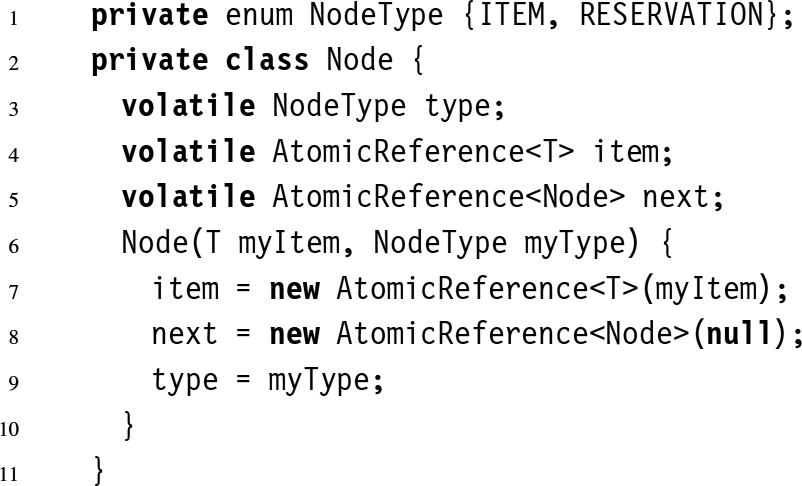 1 private enum NodeType {ITEM, RESERVATION};
2 private class Node {
3 volatile NodeType type;
4 volatile AtomicReference<T> item;
5 volatile AtomicReference<Node> next;
6 Node(T myItem, NodeType myType) {
7 item = new AtomicReference<T>(myItem);
8 next = new AtomicReference<Node>(null);
9 type = myType;
10 }
11 }